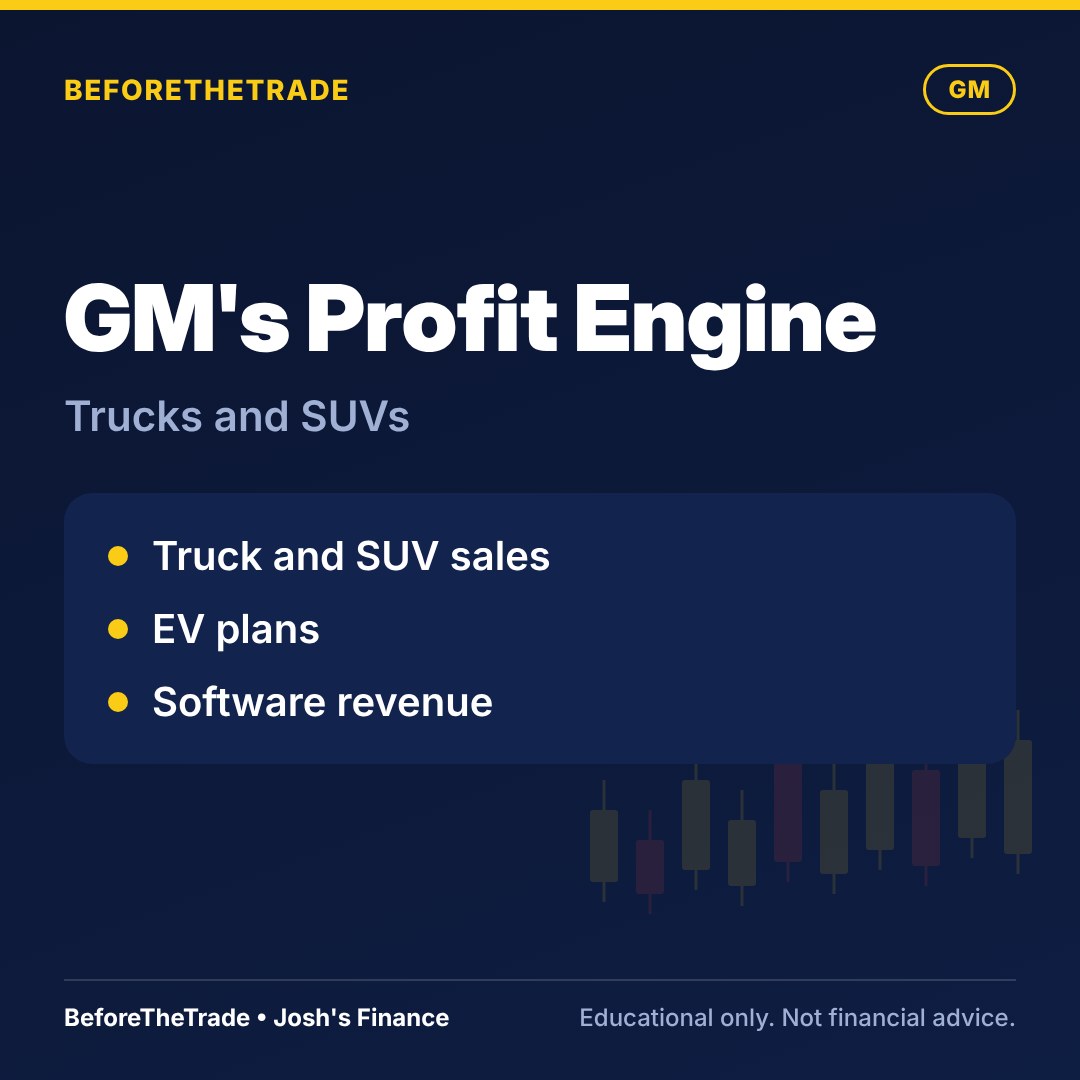 BEFORETHETRADE
GM
GM's Profit Engine
Trucks and SUVs
Truck and SUV sales
EV plans
Software revenue
BeforeTheTrade • Josh's Finance
Educational only. Not financial advice.